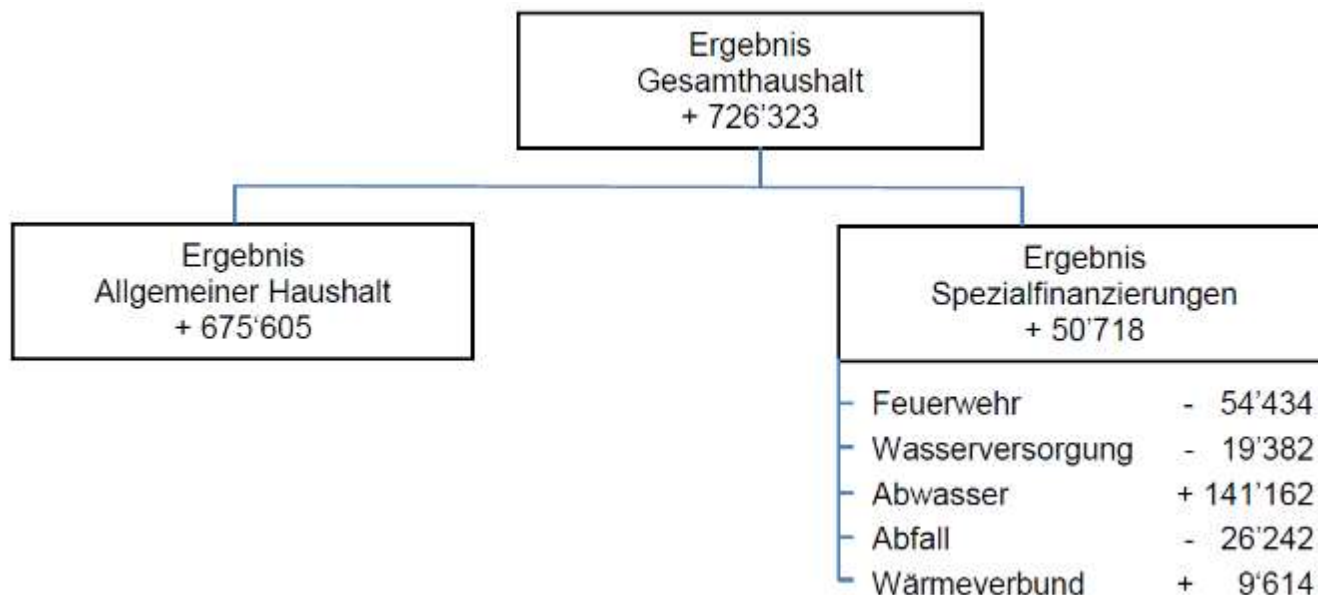 Ergebnis
Gesamthaushalt
+ 726’323
Ergebnis
Allgemeiner Haushalt
+ 675‘605
Ergebnis
Spezialfinanzierungen
+ 50’718
Feuerwehr - 54’434
Wasserversorgung - 19’382
Abwasser + 141’162
Abfall - 26’242
Wärmeverbund + 9‘614